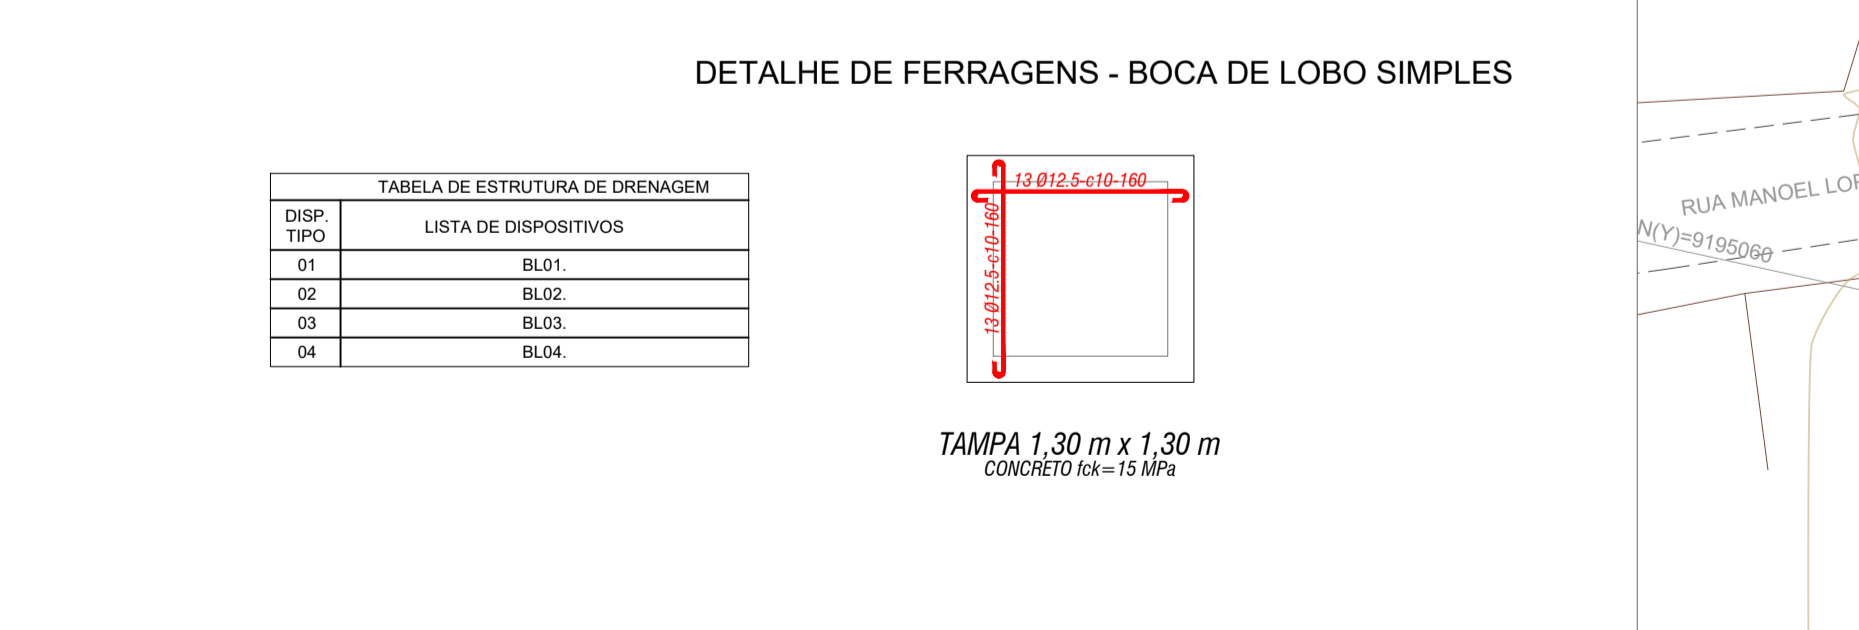 DETALHE DE FERRAGENS - BOCA DE LOBO SIMPLES
TABELA DE ESTRUTURA DE DRENAGEM
DISP.
TIPO
LISTA DE DISPOSITIVOS
01 BL01.
02 BL02.
03 BL03.
04 BL04.
13 Ø12.5-c10-160
13 Ø12.5-c10-160
TAMPA 1,30 m x 1,30 m
CONCRETO fck=15 MPa
RUA MANOEL
N(Y)=9195060